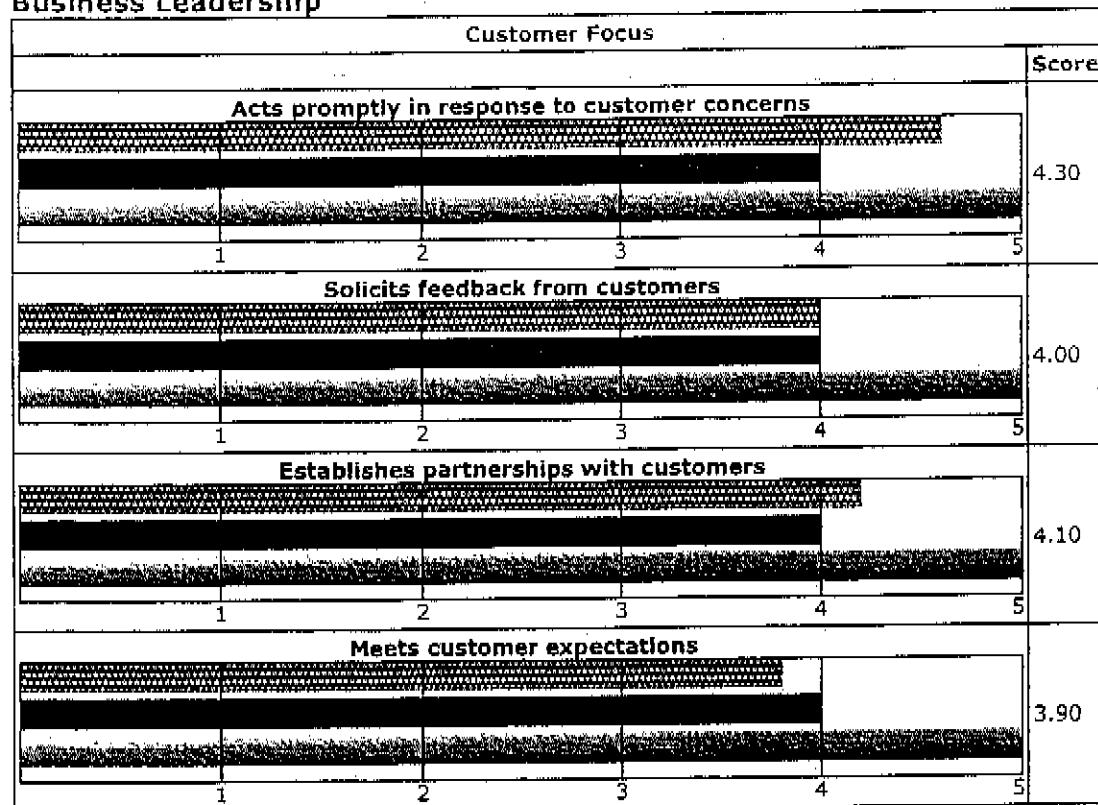 Business Leadership
Customer Focus
Score
Acts promptly in response to customer concerns
4.30
1 2 3 4 5
Solicits feedback from customers
4.00
1 2 3 4 5
Establishes partnerships with customers
4.10
1 2 3 4 5
Meets customer expectations
3.90
1 2 3 4 5